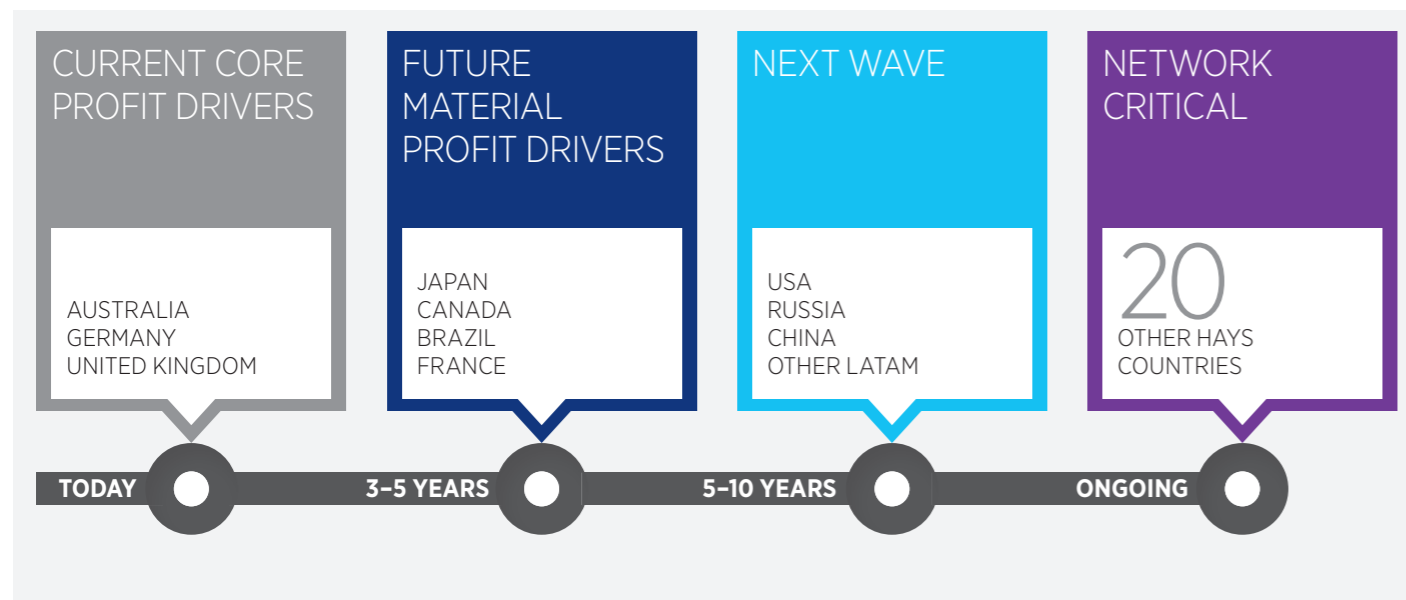 CURRENT CORE
PROFIT DRIVERS
AUSTRALIA
GERMANY
UNITED KINGDOM
FUTURE
MATERIAL
PROFIT DRIVERS
JAPAN
CANADA
BRAZIL
FRANCE
NEXT WAVE
USA
RUSSIA
CHINA
OTHER LATAM
NETWORK
CRITICAL
20
OTHER HAYS
COUNTRIES
TODAY
3–5 YEARS
5–10 YEARS
ONGOING